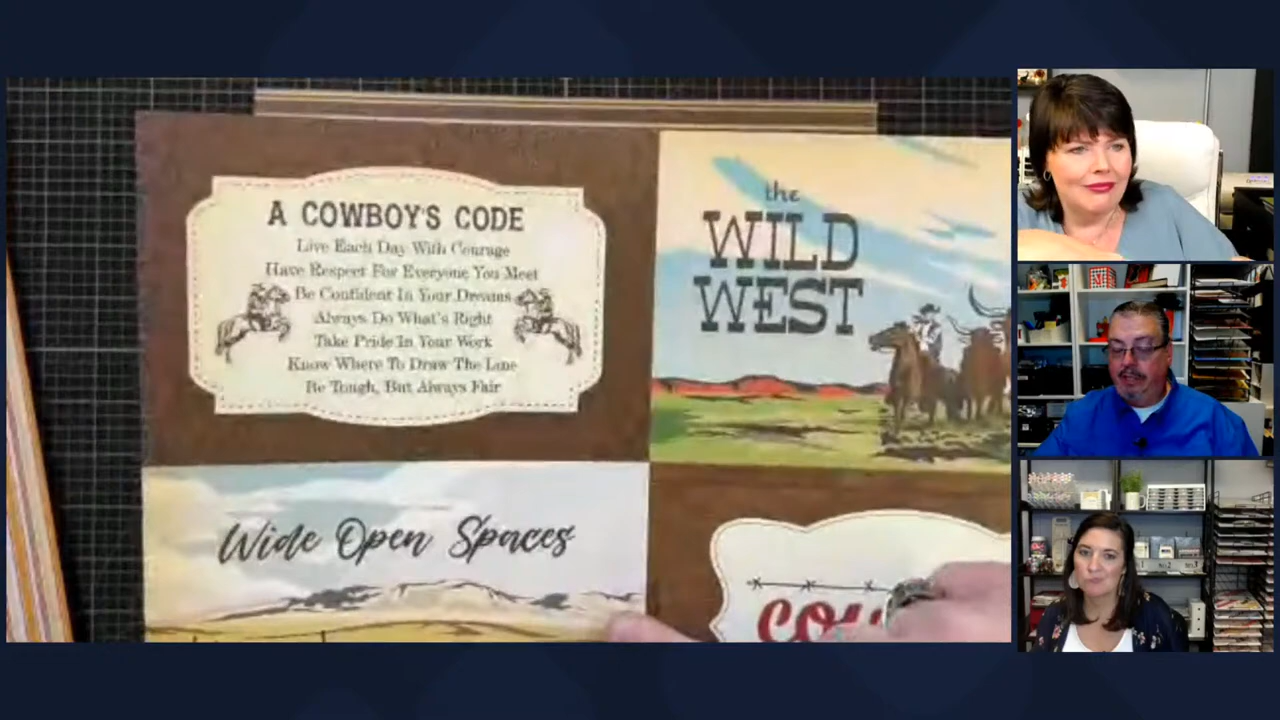 A COWBOY'S CODE
Live Each Day With Courage
Have Respect For Everyone You Meet
Be Confident In Your Dreams
Always Do What's Right
Take Pride In Your Work
Know Where To Draw The Line
Be Tough, But Always Fair
the
WILD
WEST
Wide Open Spaces